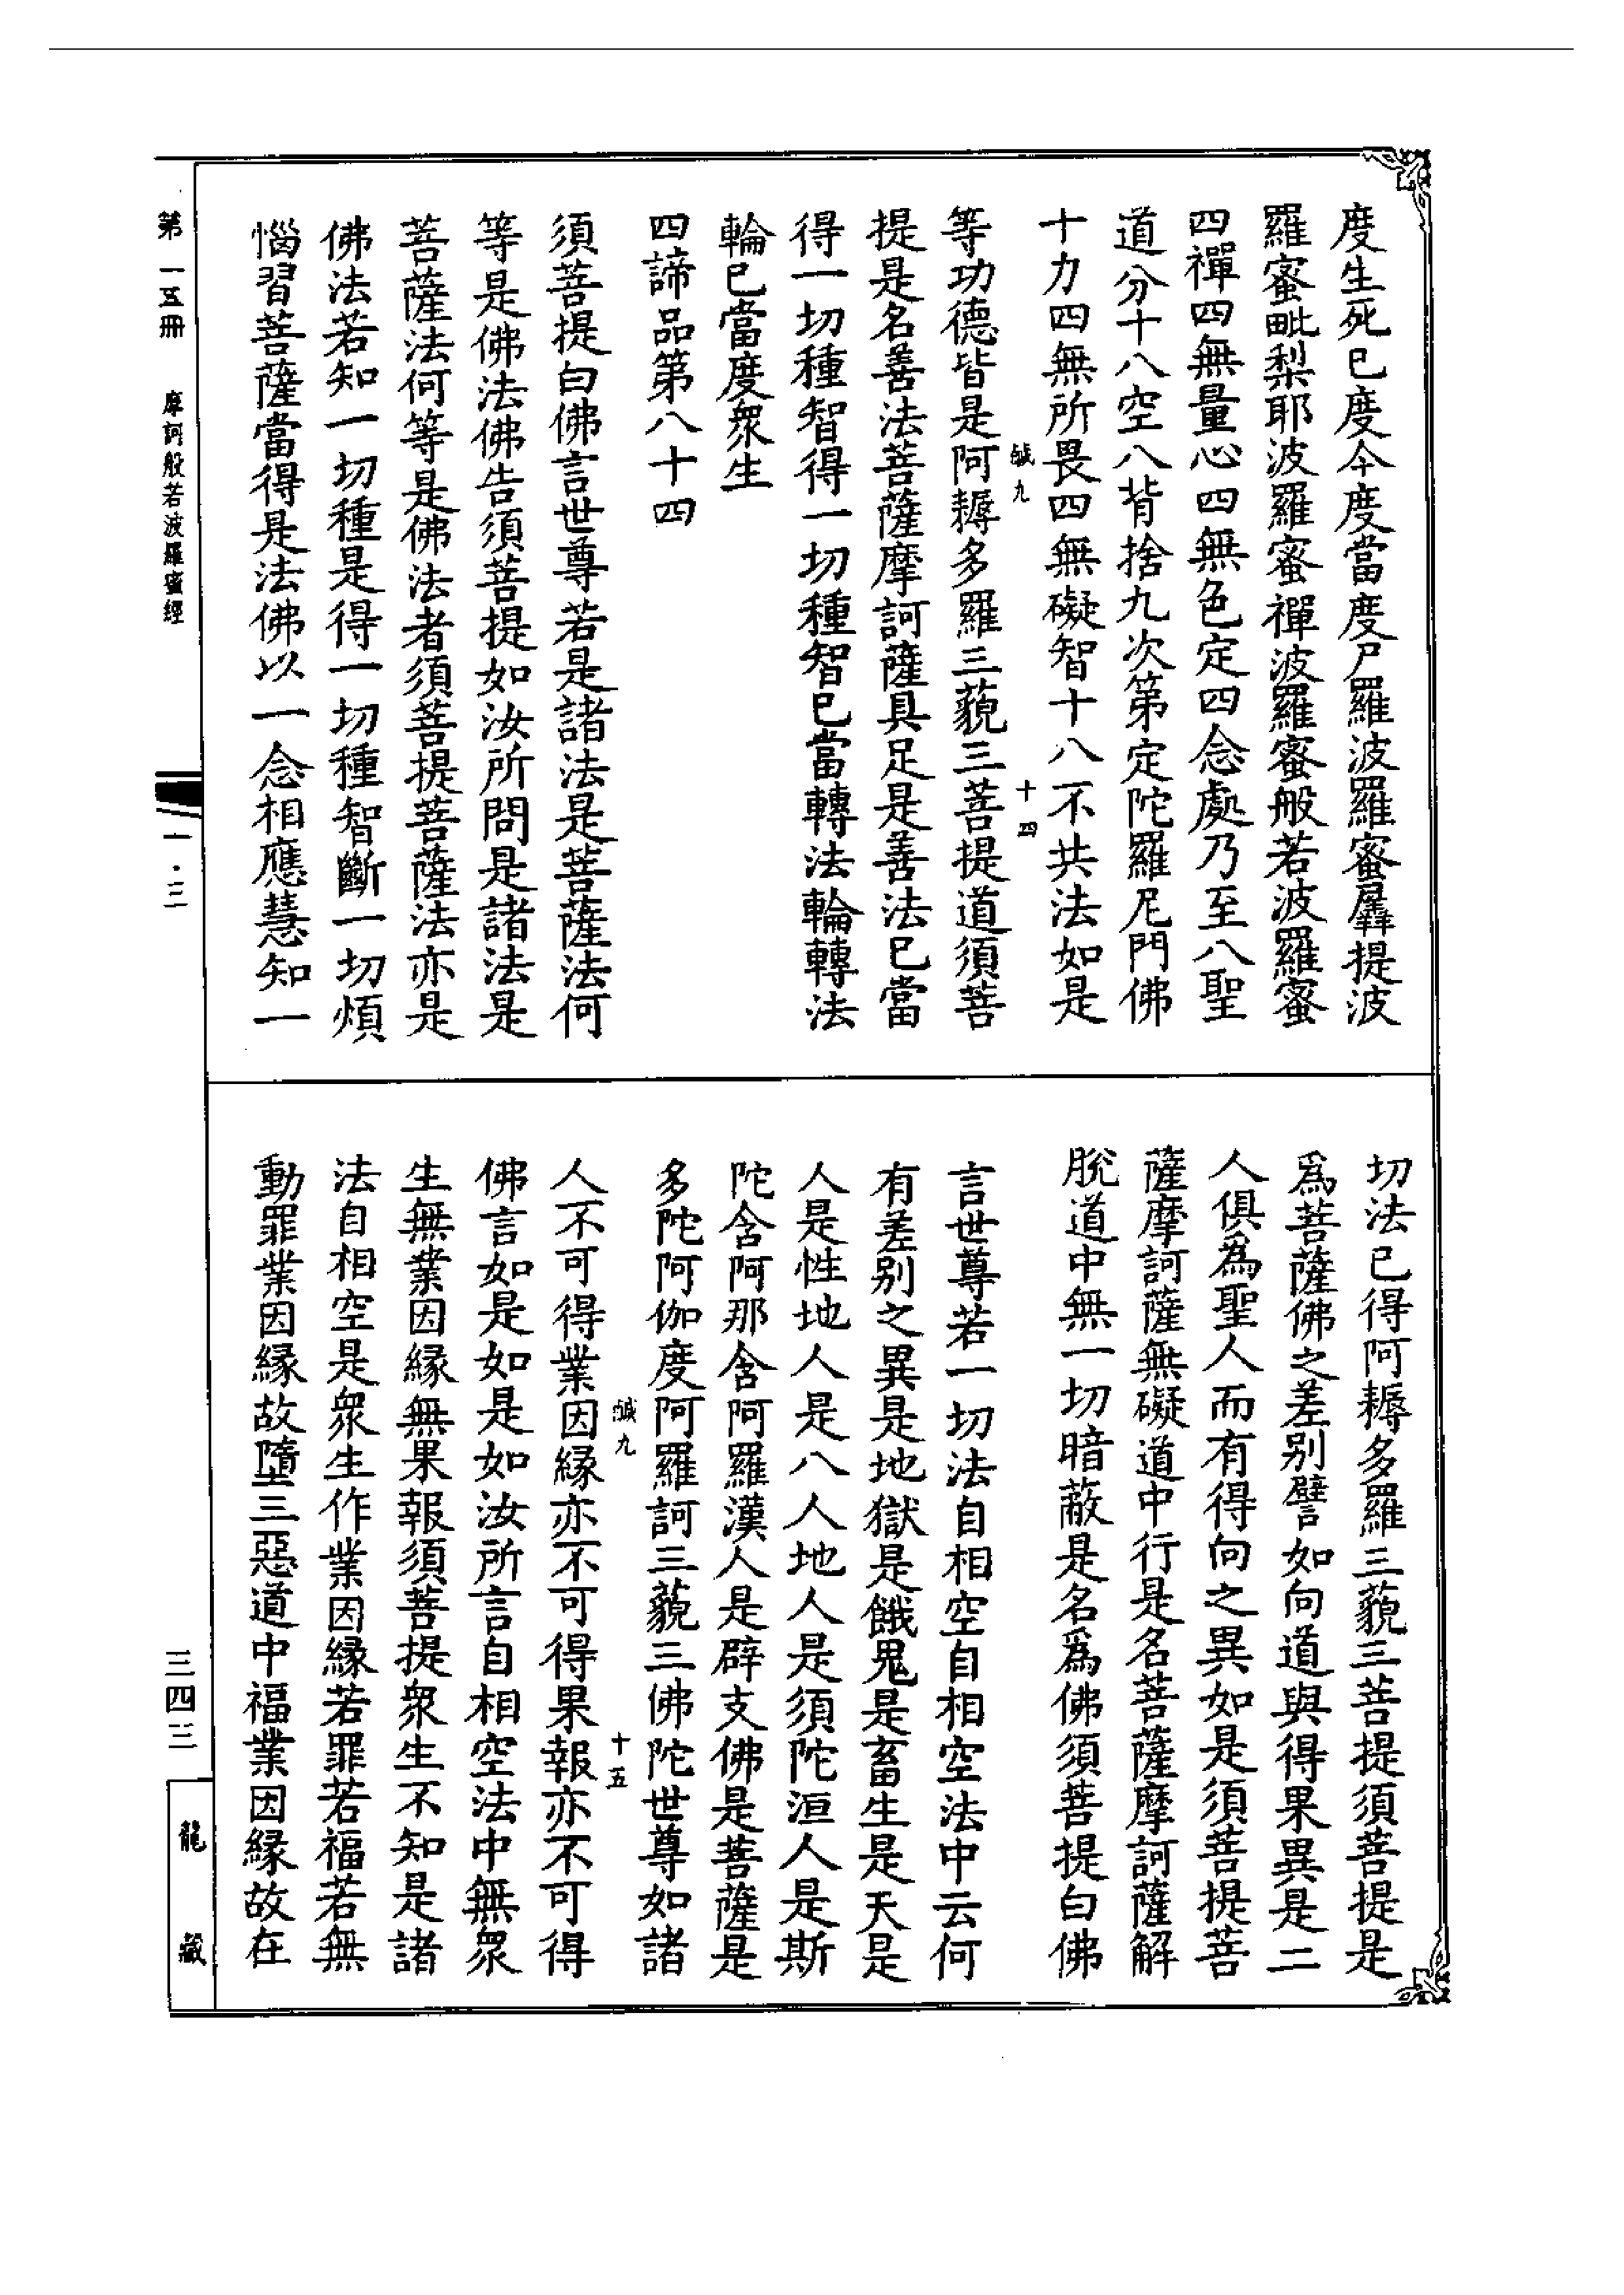 度生死已度今度當度尸羅波羅蜜羼提波
羅蜜毗梨耶波羅蜜禪波羅蜜般若波羅蜜
四禪四無量心四無色定四念處乃至八聖
道分十八空八背捨九次第定陀羅尼門佛
十力四無所畏四無礙智十八不共法如是
九
十四
等功德皆是阿耨多羅三藐三菩提道須菩
提是名善法菩薩摩訶薩具足是善法已當
得一切種智得一切種智已當轉法輪轉法
輪已當度衆生
四諦品第八十四
須菩提白佛言世尊若是諸法是菩薩法何
等是佛法佛告須菩提如汝所問是諸法是
菩薩法何等是佛法者須菩提菩薩法亦是
佛法若知一切種是得一切種智斷一切煩
惱習菩薩當得是法佛以一念相應慧知一
切法已得阿耨多羅三藐三菩提須菩提是
爲菩薩佛之差別譬如向道與得果異是二
人俱爲聖人而有得向之異如是須菩提菩
薩摩訶薩無礙道中行是名菩薩摩訶薩解
脫道中無一切暗蔽是名爲佛須菩提白佛
言世尊若一切法自相空自相空法中云何
有差別之異是地獄是餓鬼是畜生是天是
人是性地人是八人地人是須陀洹人是斯
陀含阿那含阿羅漢人是辟支佛是菩薩是
多陀阿伽度阿羅訶三藐三佛陀世尊如諸
九
十五
人不可得業因緣亦不可得果報亦不可得
佛言如是如是如汝所言自相空法中無衆
生無業因緣無果報須菩提衆生不知是諸
法自相空是衆生作業因緣若罪若福若無
動罪業因緣故墮三惡道中福業因緣故在
第一五冊 摩訶般若波羅蜜經
一·三
三四三
龍藏